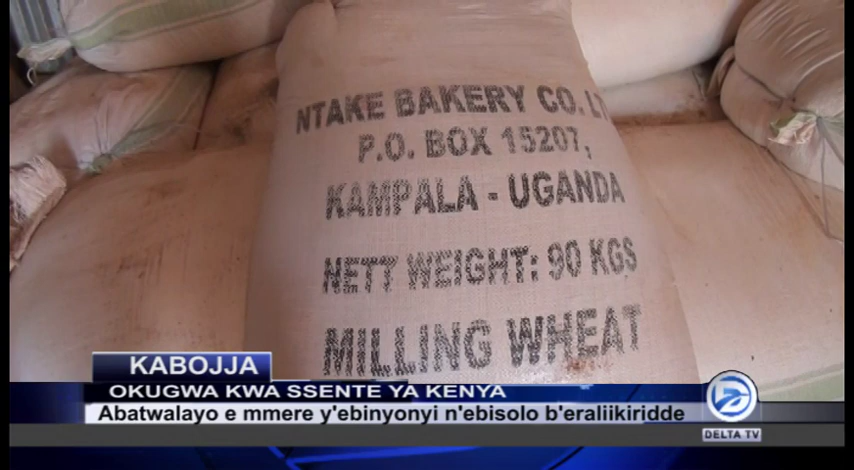 NTAKE BAKERY CO. LT
P.O. BOX 15207,
KAMPALA - UGANDA
NETT WEIGHT: 90 KGS
MILLING WHEAT
KABOJJA
OKUGWA KWA SSENTE YA KENYA
Abatwalayo e mmere y'ebinyonyi n'ebisolo b'eraliikiridde
DELTA TV